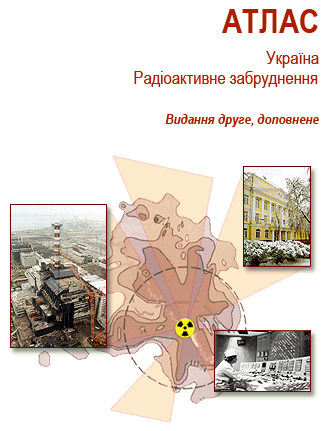 АТЛАС
Україна
Радіоактивне забруднення
Видання друге, доповнене